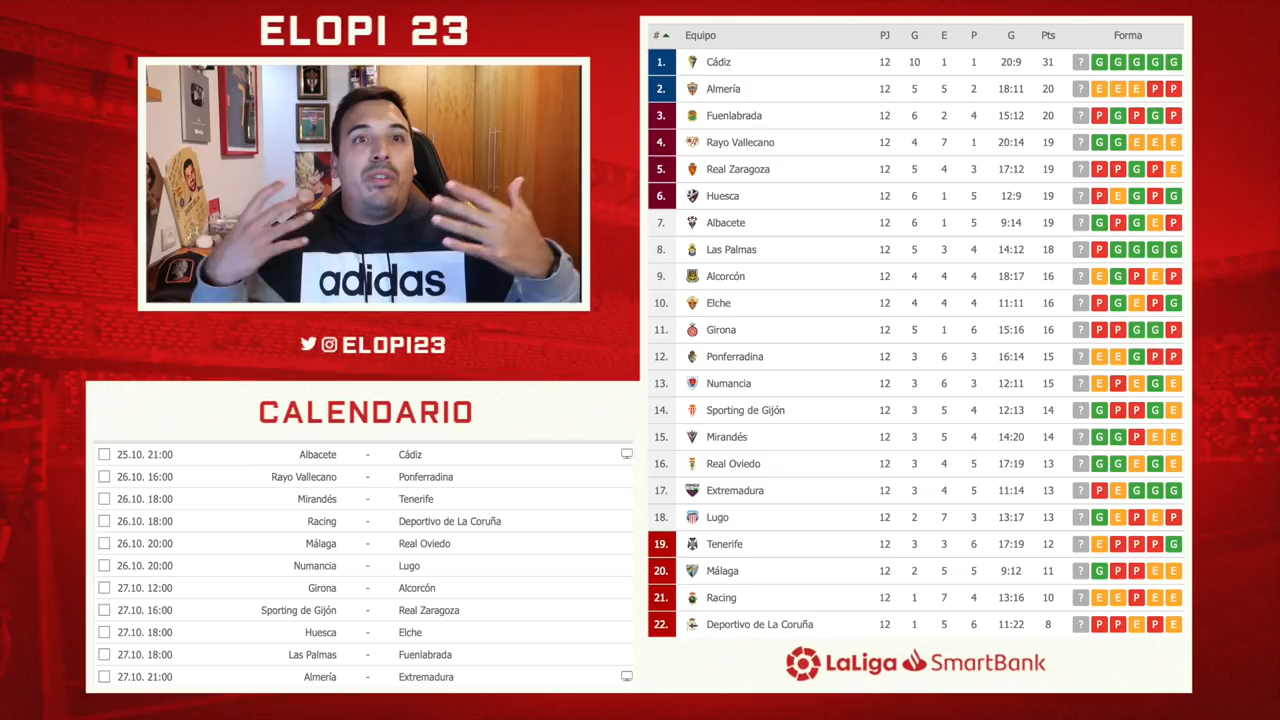 ELOPI 23
adidas
ELOPI23
CALENDARIO
25.10. 21:00 Albacete - Cádiz
26.10. 16:00 Rayo Vallecano - Ponferradina
26.10. 18:00 Mirandés - Tenerife
26.10. 18:00 Racing - Deportivo de La Coruña
26.10. 20:00 Málaga - Real Oviedo
26.10. 20:00 Numancia - Lugo
27.10. 12:00 Girona - Alcorcón
27.10. 16:00 Sporting de Gijón - Real Zaragoza
27.10. 18:00 Huesca - Elche
27.10. 18:00 Las Palmas - Fuenlabrada
27.10. 21:00 Almería - Extremadura
# Equipo PJ G E P G Pts Forma
1. Cádiz 12 10 1 1 20:9 31 ? G G G G G
2. Almería 12 5 5 2 18:11 20 ? E E E P P
3. Fuenlabrada 12 6 2 4 15:12 20 ? P G P G P
4. Rayo Vallecano 12 4 7 1 20:14 19 ? G G E E E
5. Real Zaragoza 12 5 4 3 17:12 19 ? P P G P E
6. Huesca 12 6 1 5 12:9 19 ? P E G P G
7. Albacete 12 6 1 5 9:14 19 ? G P G E P
8. Las Palmas 12 5 3 4 14:12 18 ? P G G G G
9. Alcorcón 12 4 4 4 18:17 16 ? E G P E P
10. Elche 12 4 4 4 11:11 16 ? P G E P G
11. Girona 12 5 1 6 15:16 16 ? P P G G P
12. Ponferradina 12 3 6 3 16:14 15 ? E E G P P
13. Numancia 12 3 6 3 12:11 15 ? E P E G E
14. Sporting de Gijón 12 3 5 4 12:13 14 ? G P P G E
15. Mirandés 12 3 5 4 14:20 14 ? G G P E E
16. Real Oviedo 12 3 4 5 17:19 13 ? G G E G E
17. Extremadura 12 3 4 5 11:14 13 ? P E G G G
18. Lugo 12 2 7 3 13:17 13 ? G E P E P
19. Tenerife 12 3 3 6 17:19 12 ? E P P P G
20. Málaga 12 2 5 5 9:12 11 ? G P P E E
21. Racing 12 1 7 4 13:16 10 ? E E P E E
22. Deportivo de La Coruña 12 1 5 6 11:22 8 ? P P E P E
LaLiga SmartBank